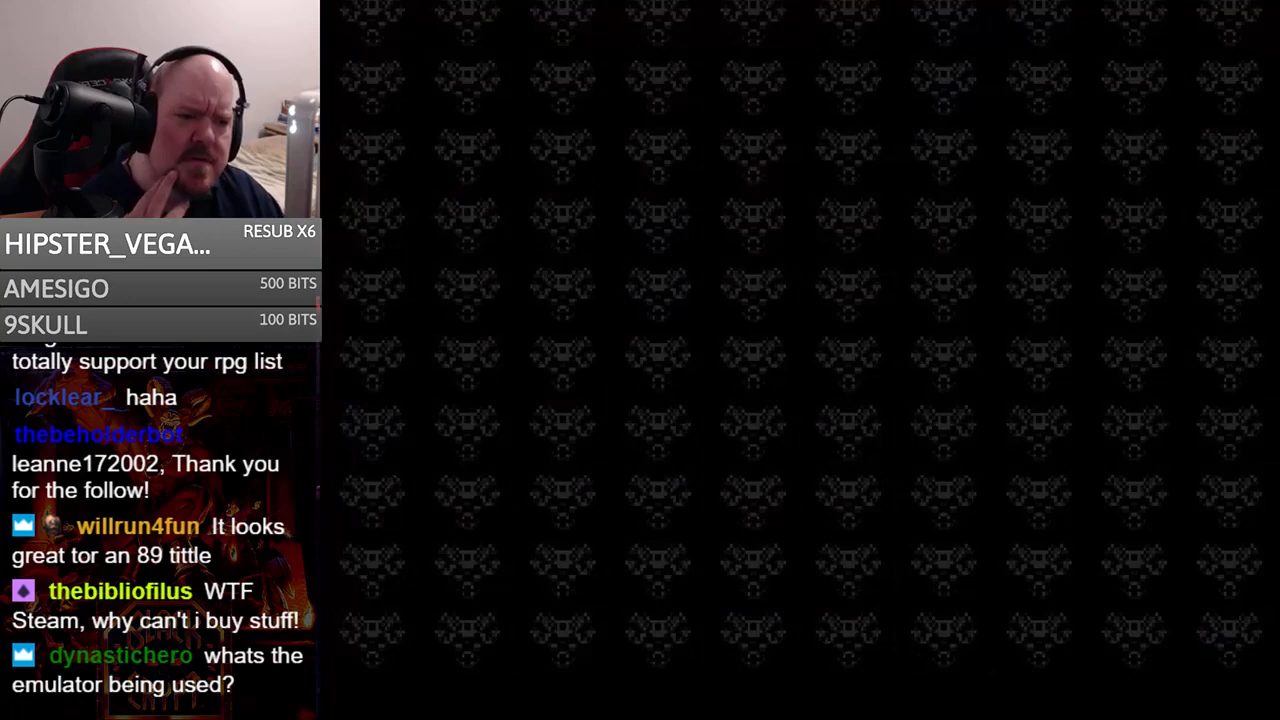 HIPSTER_VEGA...
RESUB X6
AMESIGO
500 BITS
9SKULL
100 BITS
totally support your rpg list
locklear_ haha
thebeholderbot
leanne172002, Thank you
for the follow!
willrun4fun It looks
great tor an 89 tittle
thebibliofilus WTF
Steam, why can't i buy stuff!
dynastichero whats the
emulator being used?